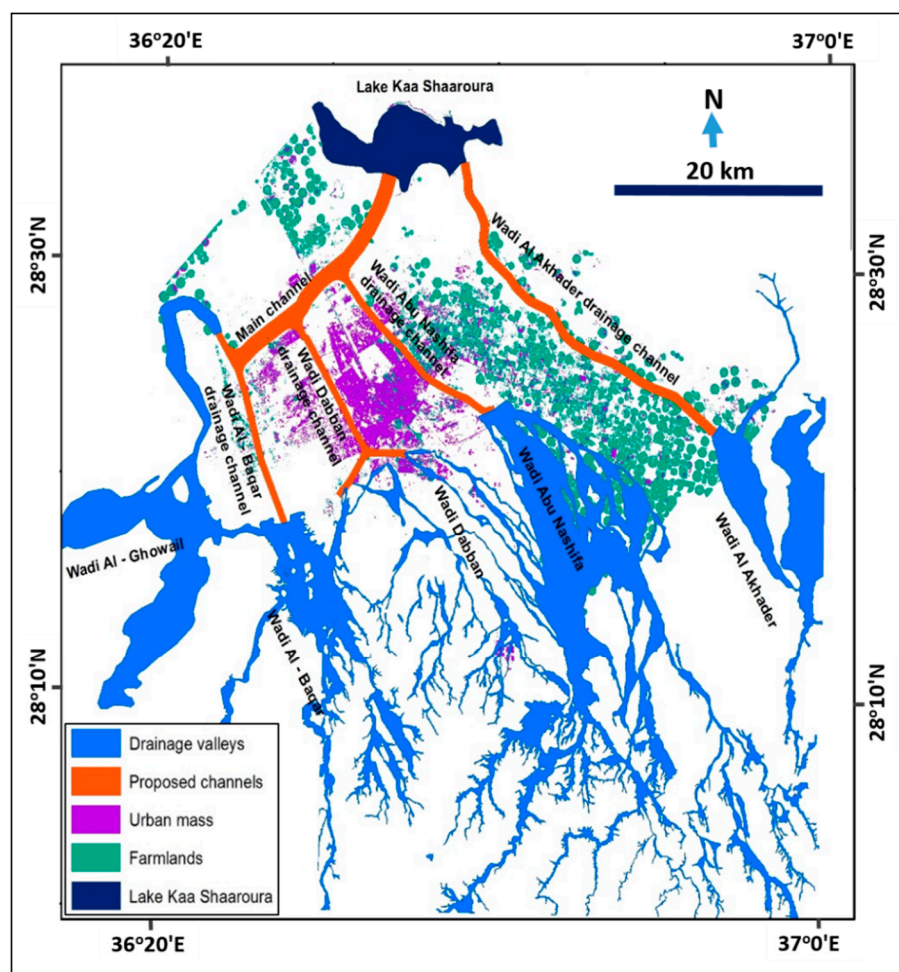 36°20'E
37°0'E
Lake Kaa Shaaroura
N
20 km
28°30'N
28°30'N
Wadi Al Akhader drainage channel
Main channel
Wadi Abu Nashifa
drainage channel
Wadi Dabban
drainage channel
Wadi Al - Baqar
drainage channel
Wadi Al - Ghowail
Wadi Al - Baqar
Wadi Dabban
Wadi Abu Nashifa
Wadi Al Akhader
28°10'N
28°10'N
Drainage valleys
Proposed channels
Urban mass
Farmlands
Lake Kaa Shaaroura
36°20'E
37°0'E